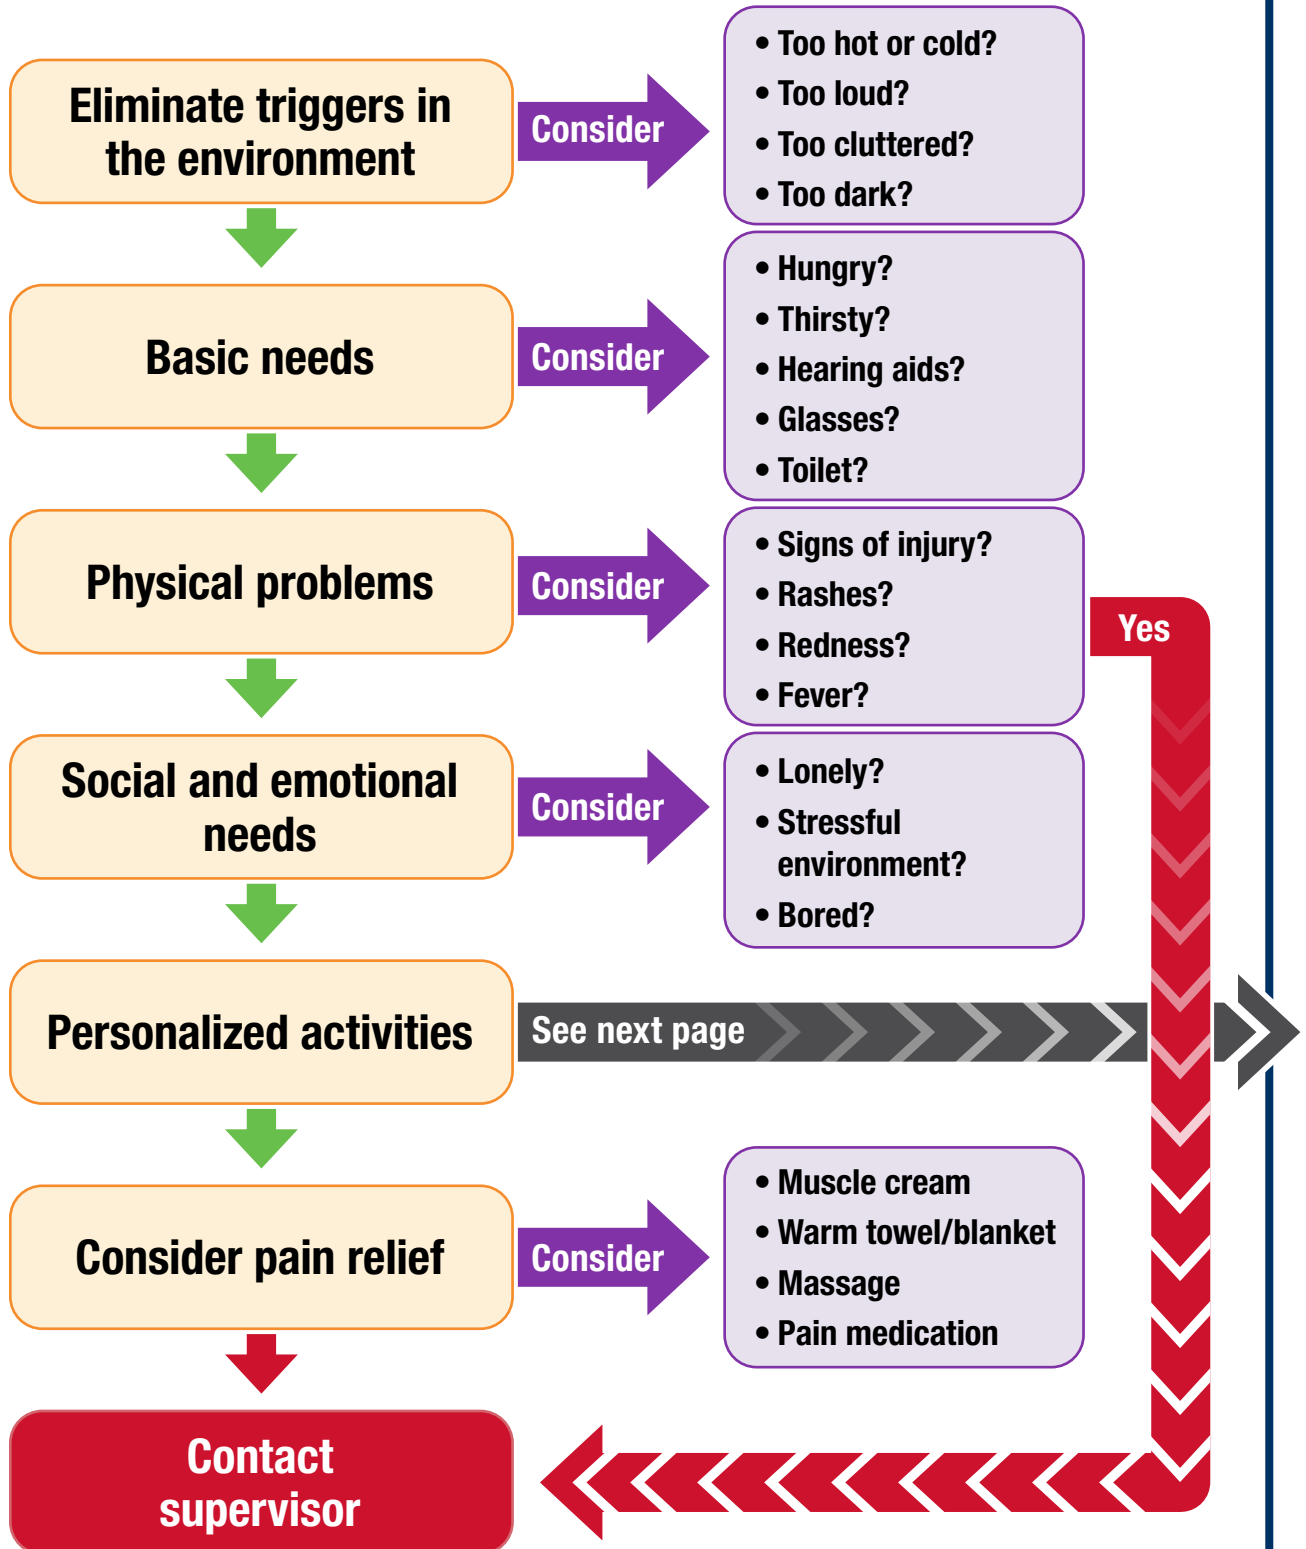 Eliminate triggers in
the environment
Consider
• Too hot or cold?
• Too loud?
• Too cluttered?
• Too dark?
Basic needs
Consider
• Hungry?
• Thirsty?
• Hearing aids?
• Glasses?
• Toilet?
Physical problems
Consider
• Signs of injury?
• Rashes?
• Redness?
• Fever?
Yes
Social and emotional
needs
Consider
• Lonely?
• Stressful
environment?
• Bored?
Personalized activities
See next page
Consider pain relief
Consider
• Muscle cream
• Warm towel/blanket
• Massage
• Pain medication
Contact
supervisor